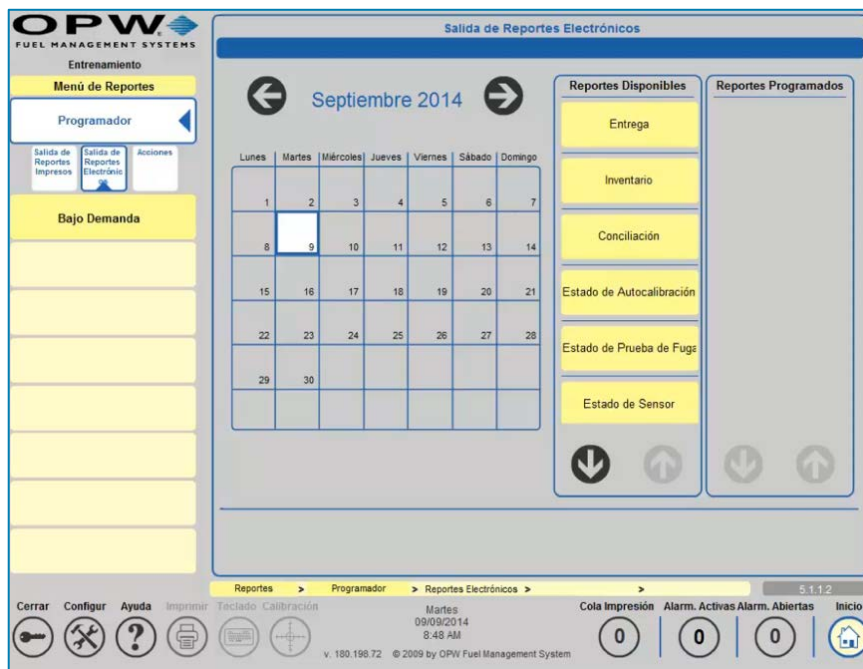 OPW
FUEL MANAGEMENT SYSTEMS
Entrenamiento
Menú de Reportes
Programador
Salida de Reportes Impresos
Salida de Reportes Electrónic
Acciones
Bajo Demanda
Salida de Reportes Electrónicos
Septiembre 2014
Lunes Martes Miércoles Jueves Viernes Sábado Domingo
1 2 3 4 5 6 7
8 9 10 11 12 13 14
15 16 17 18 19 20 21
22 23 24 25 26 27 28
29 30
Reportes Disponibles
Entrega
Inventario
Conciliación
Estado de Autocalibración
Estado de Prueba de Fuga
Estado de Sensor
Reportes Programados
Reportes > Programador > Reportes Electrónicos > >
5.1.1.2
Cerrar Configur Ayuda Imprimir Teclado Calibración
Martes
09/09/2014
8:48 AM
v. 180.198.72 © 2009 by OPW Fuel Management System
Cola Impresión Alarm. Activas Alarm. Abiertas Inicio
0 0 0